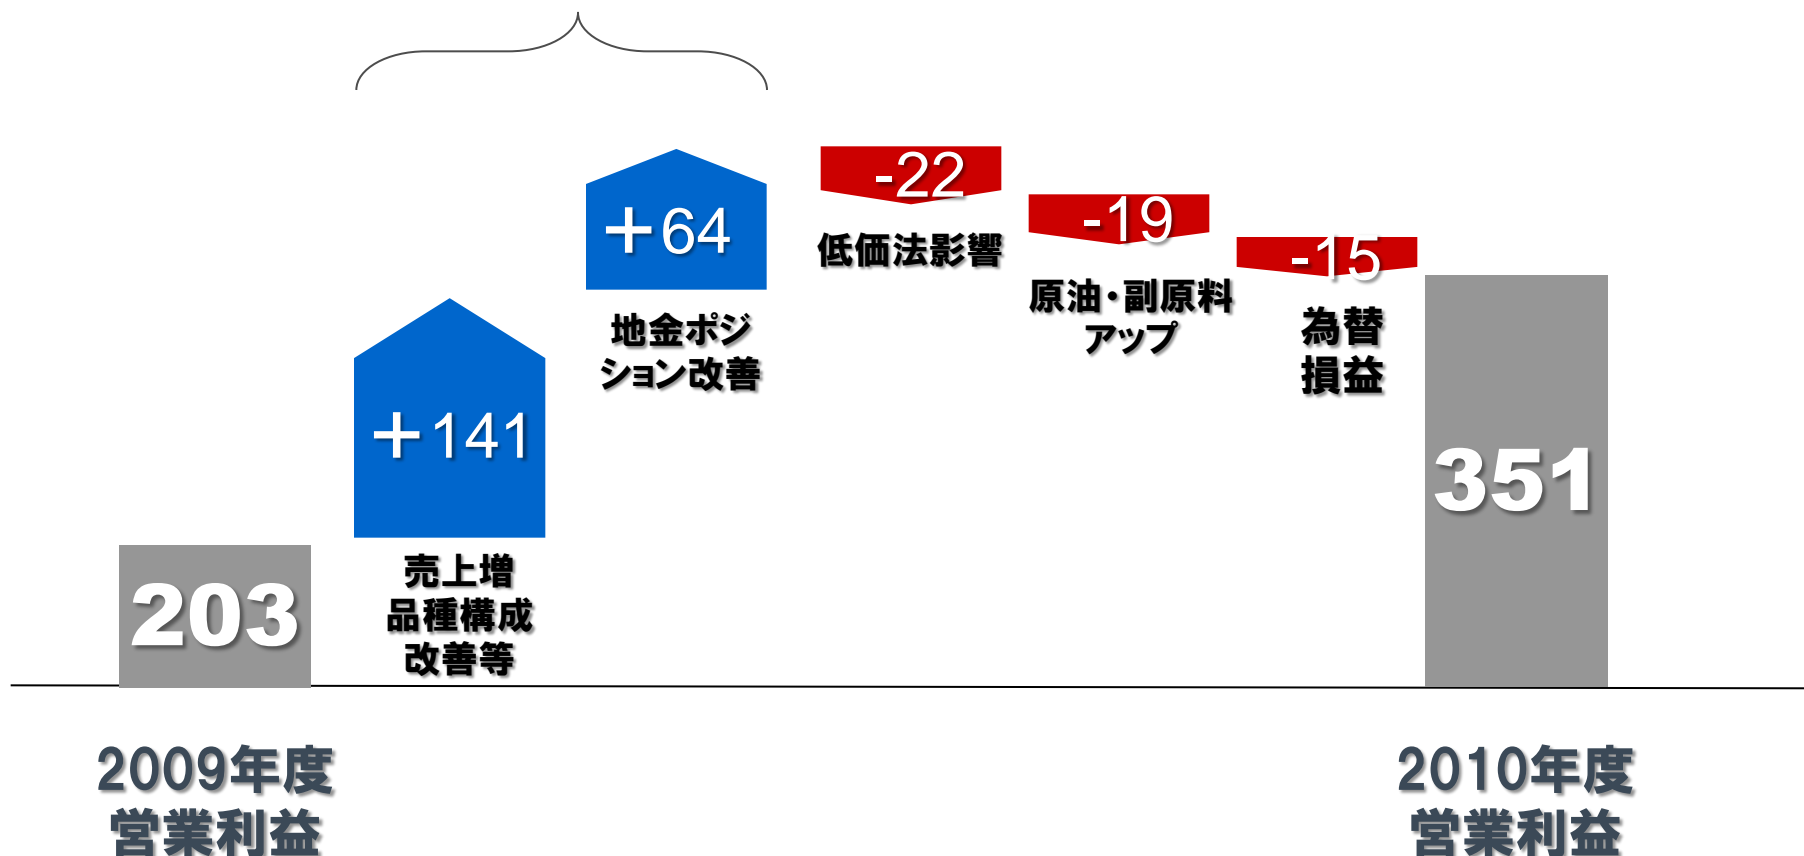 203
2009年度
営業利益
+141
売上増
品種構成
改善等
+64
地金ポジ
ション改善
-22
低価法影響
-19
原油・副原料
アップ
-15
為替
損益
351
2010年度
営業利益